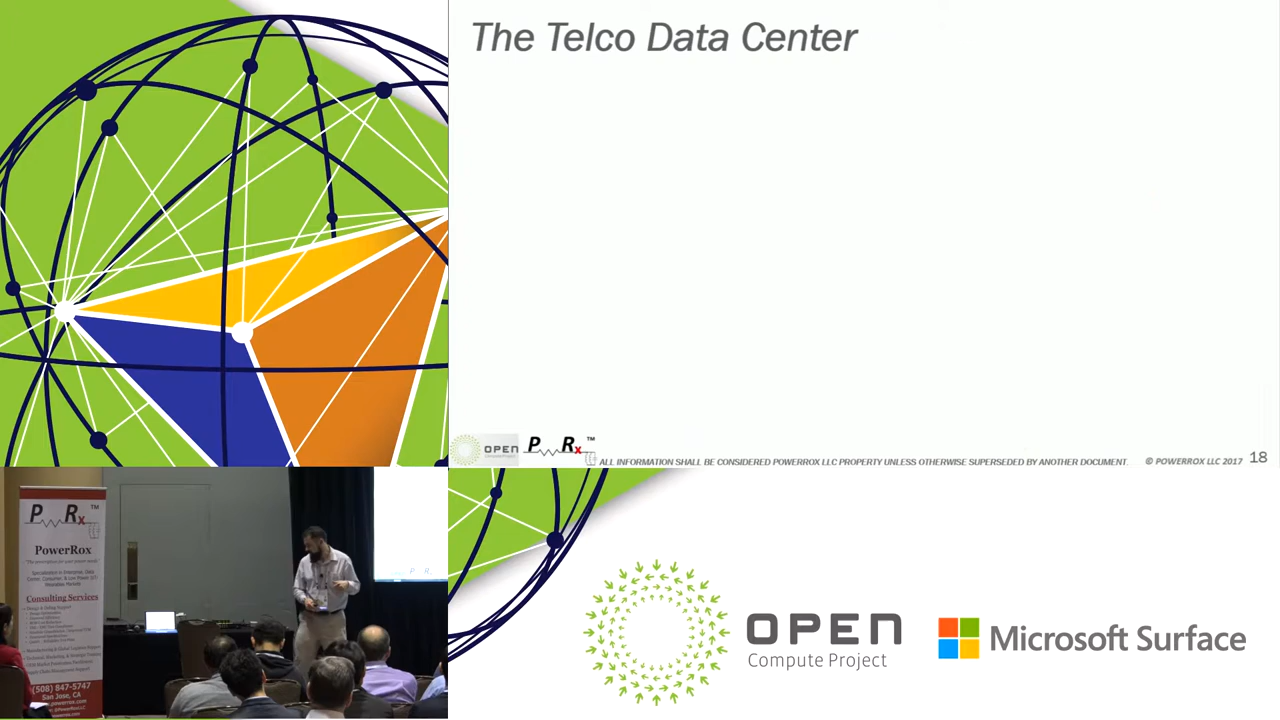 The Telco Data Center
OPEN
P Rx ™
ALL INFORMATION SHALL BE CONSIDERED POWERROX LLC PROPERTY UNLESS OTHERWISE SUPERSEDED BY ANOTHER DOCUMENT.
© POWERROX LLC 2017
18
P Rx ™
PowerRox
Consulting Services
(508) 847-5747
San Jose, CA
OPEN
Compute Project
Microsoft Surface